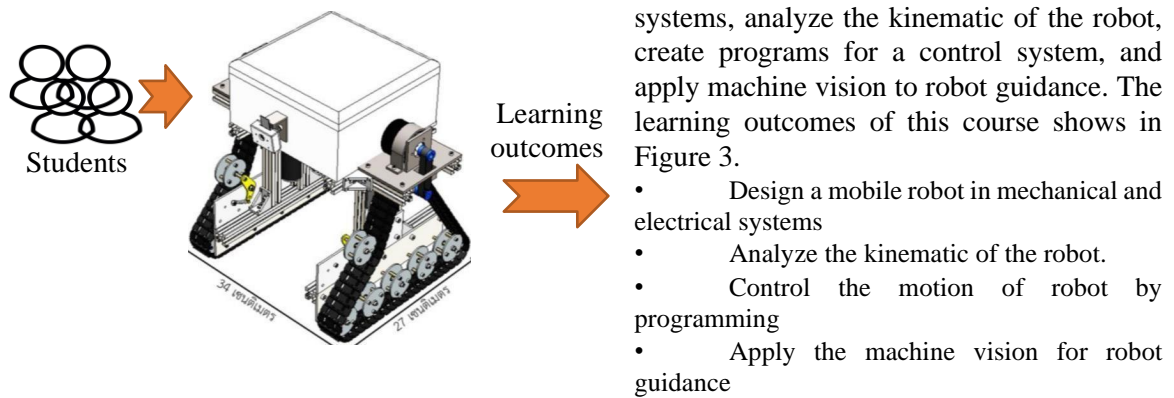 Students
34 เซนติเมตร
27 เซนติเมตร
Learning
outcomes
systems, analyze the kinematic of the robot,
create programs for a control system, and
apply machine vision to robot guidance. The
learning outcomes of this course shows in
Figure 3.
• Design a mobile robot in mechanical and
electrical systems
• Analyze the kinematic of the robot.
• Control the motion of robot by
programming
• Apply the machine vision for robot
guidance